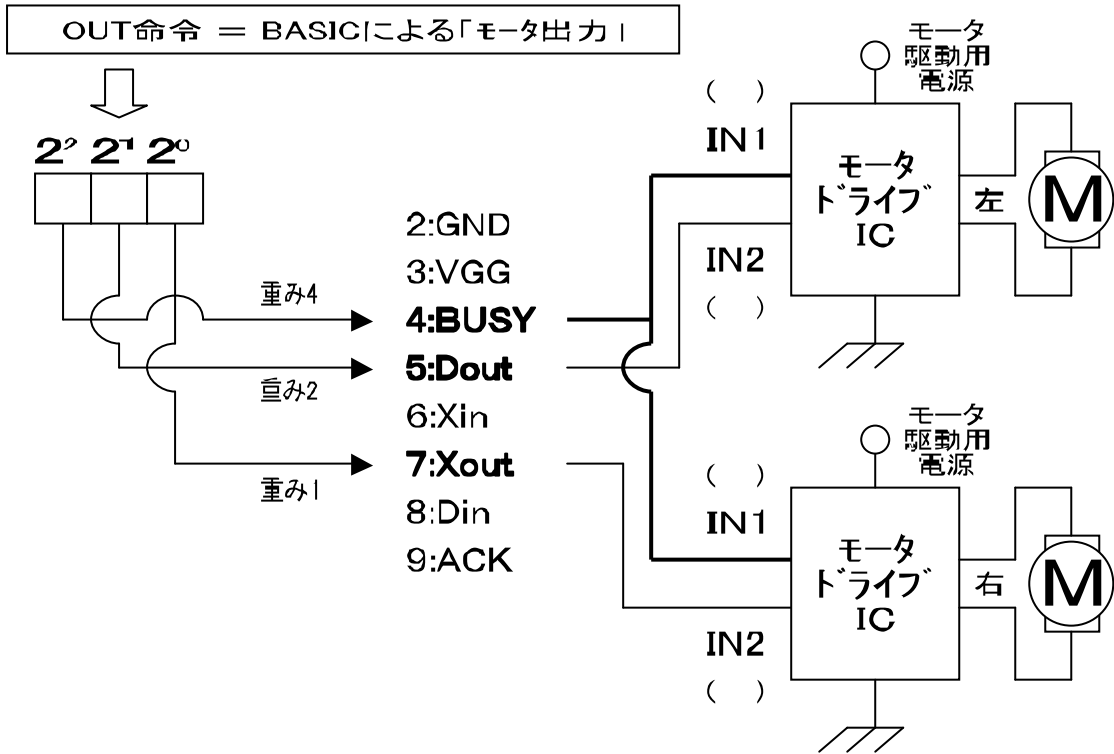 OUT命令 = BASICによる「モータ出力」
2² 2¹ 2⁰
重み4
重み2
重み1
2:GND
3:VGG
4:BUSY
5:Dout
6:Xin
7:Xout
8:Din
9:ACK
( )
IN1
IN2
( )
モータ
駆動用
電源
モータ
ドライブ
IC
左
M
( )
IN1
IN2
( )
モータ
駆動用
電源
モータ
ドライブ
IC
右
M